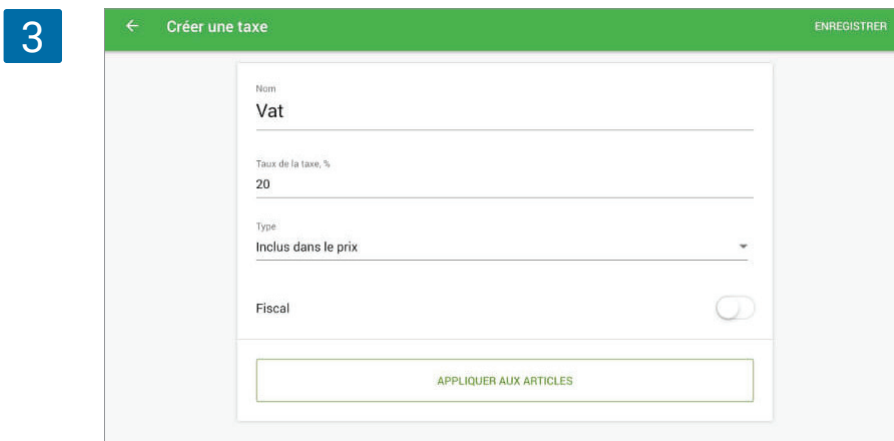 3
Créer une taxe
ENREGISTRER
Nom
Vat
Taux de la taxe, %
20
Type
Inclus dans le prix
Fiscal
APPLIQUER AUX ARTICLES